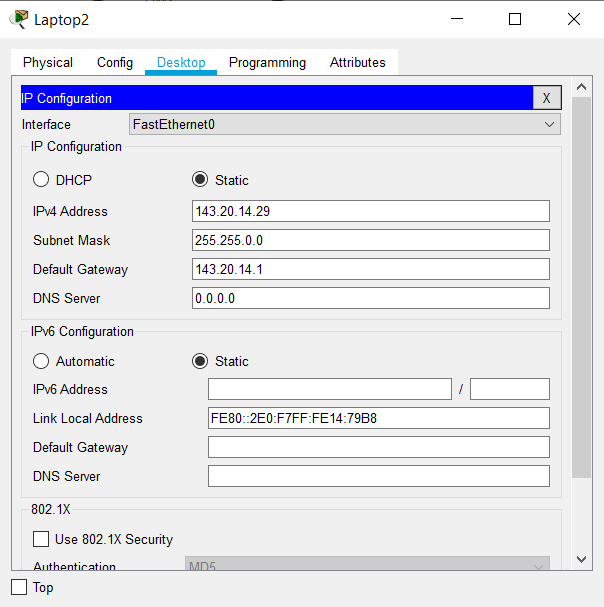 Laptop2
Physical Config Desktop Programming Attributes
IP Configuration X
Interface FastEthernet0
IP Configuration
DHCP Static
IPv4 Address 143.20.14.29
Subnet Mask 255.255.0.0
Default Gateway 143.20.14.1
DNS Server 0.0.0.0
IPv6 Configuration
Automatic Static
IPv6 Address /
Link Local Address FE80::2E0:F7FF:FE14:79B8
Default Gateway
DNS Server
802.1X
Use 802.1X Security
Authentication MD5
Top